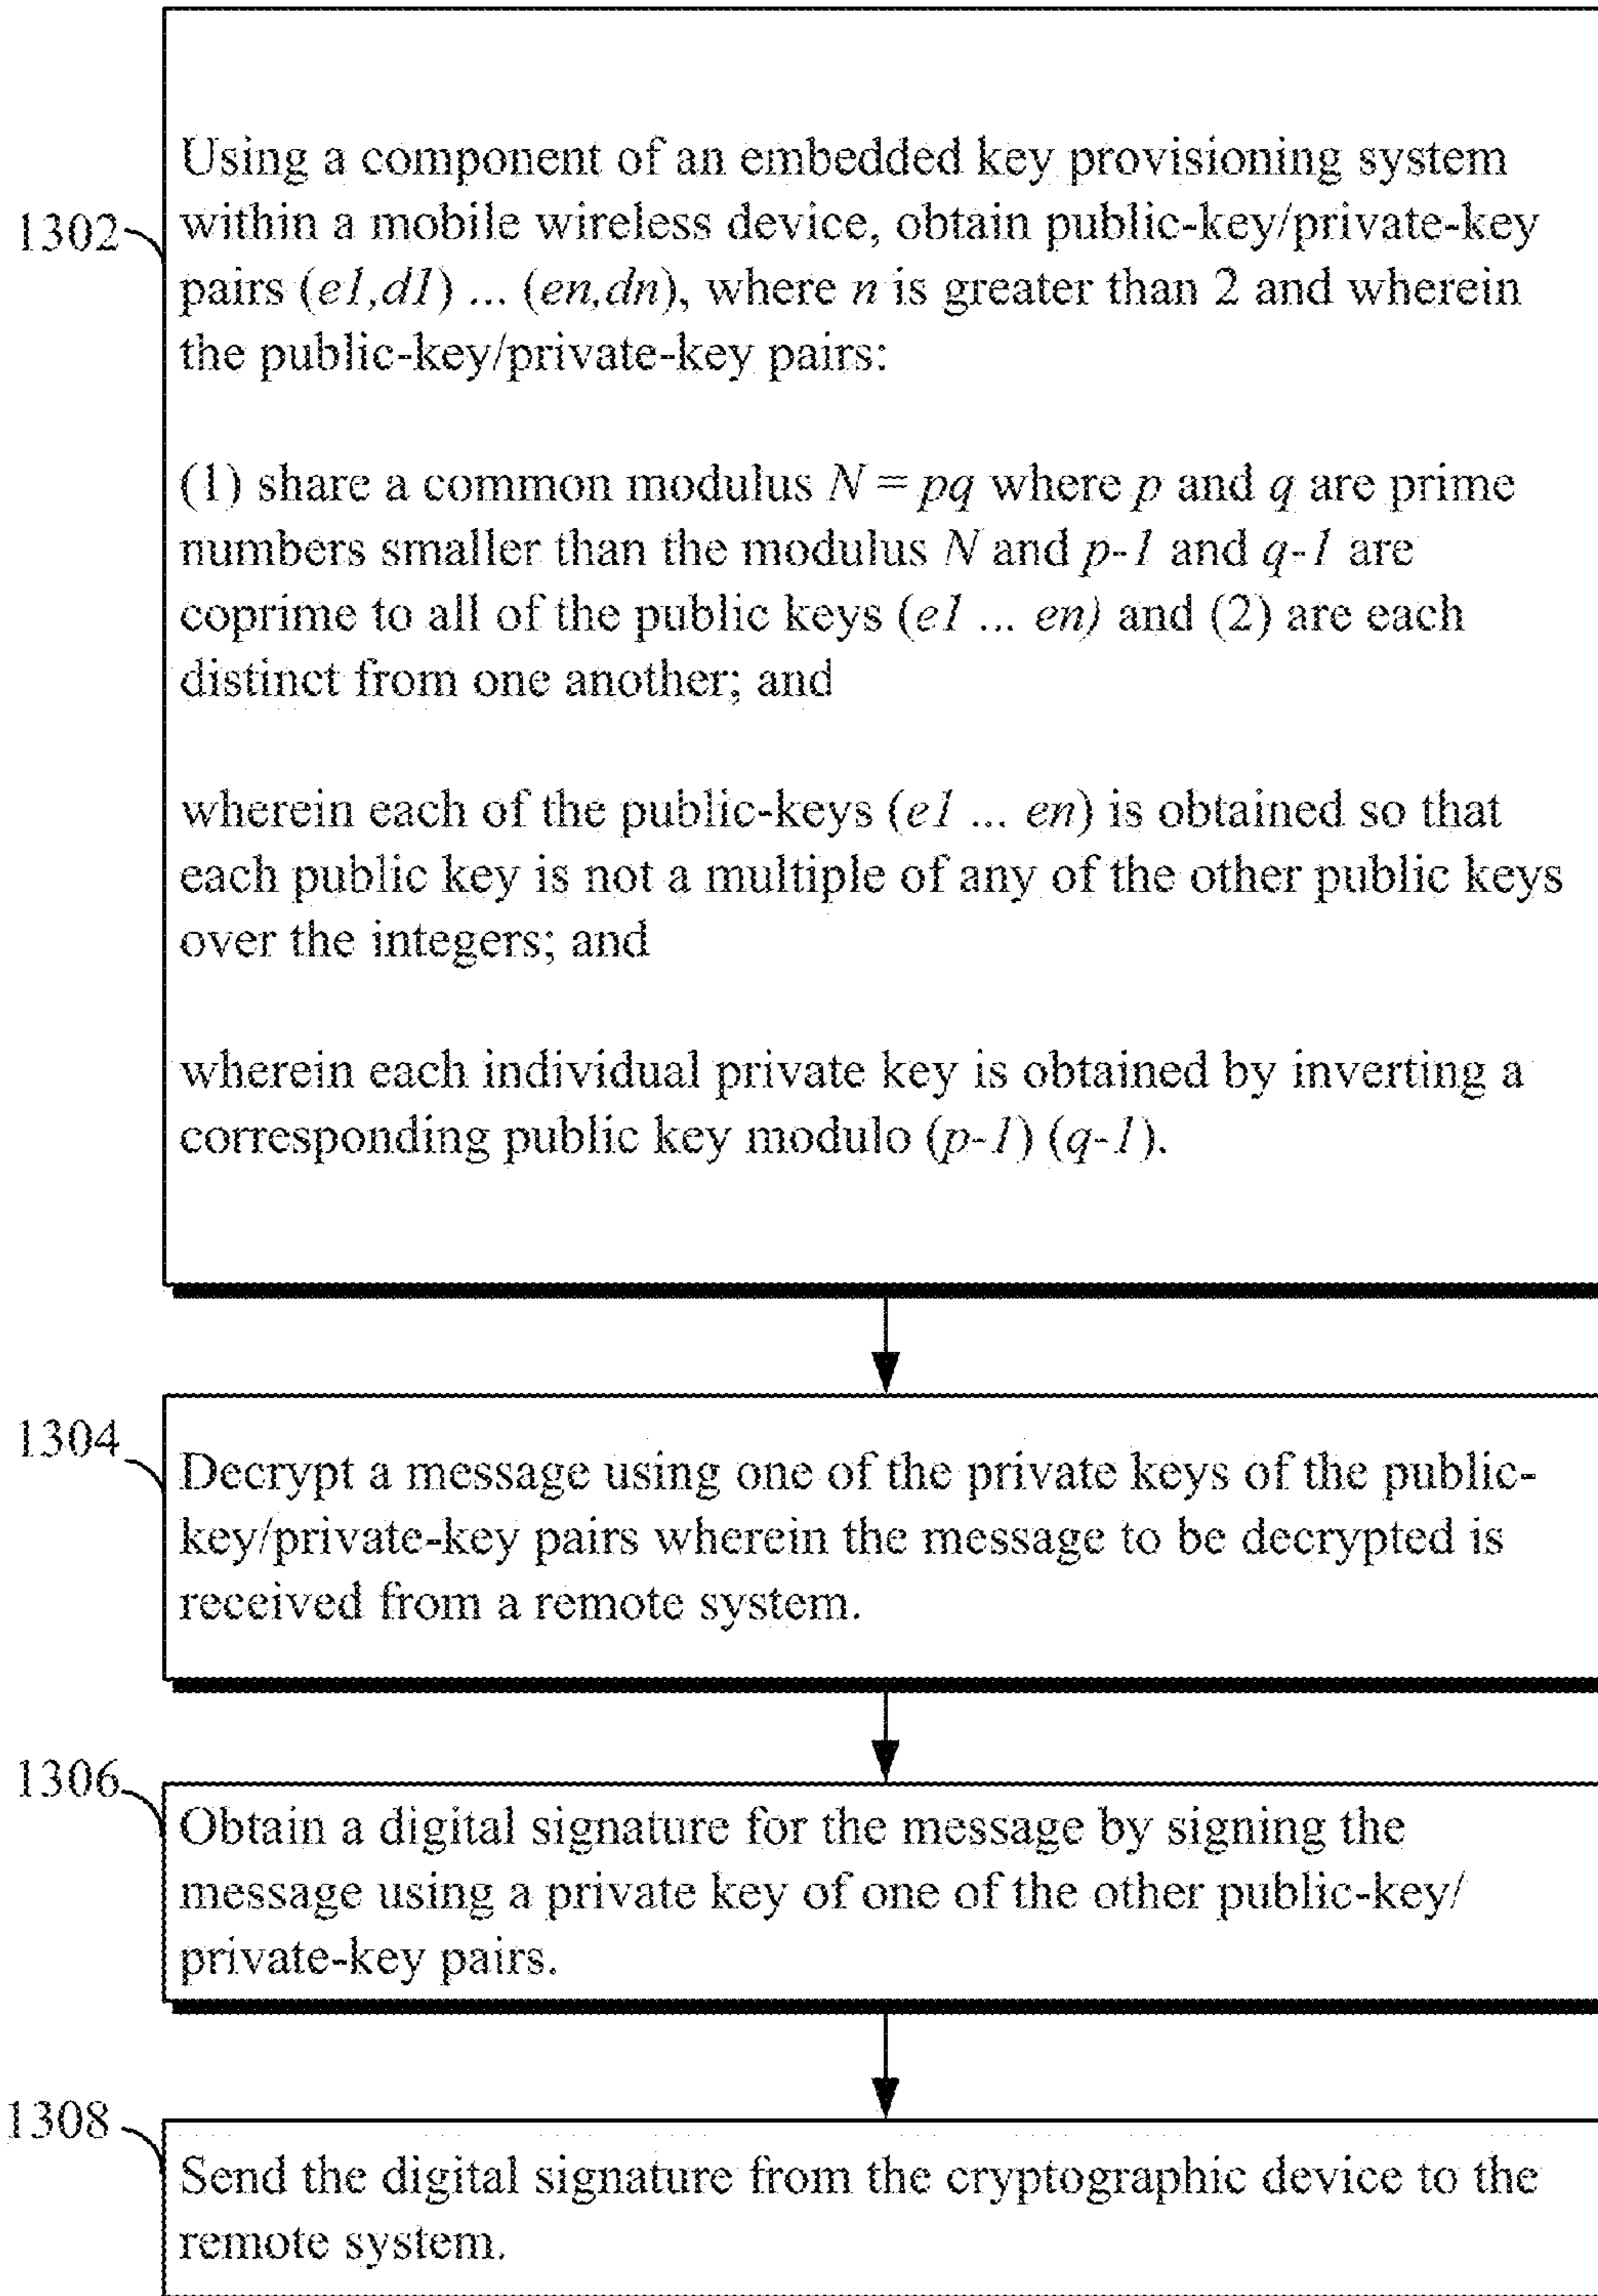 Using a component of an embedded key provisioning system
1302
within a mobile wireless device, obtain public-key/private-key
pairs (e1,d1) ... (en,dn), where n is greater than 2 and wherein
the public-key/private-key pairs:
(1) share a common modulus N = pq where p and q are prime
numbers smaller than the modulus N and p-1 and q-1 are
coprime to all of the public keys (e1 ... en) and (2) are each
distinct from one another; and
wherein each of the public-keys (e1 ... en) is obtained so that
each public key is not a multiple of any of the other public keys
over the integers; and
wherein each individual private key is obtained by inverting a
corresponding public key modulo (p-1) (q-1).
1304
Decrypt a message using one of the private keys of the public-
key/private-key pairs wherein the message to be decrypted is
received from a remote system.
1306
Obtain a digital signature for the message by signing the
message using a private key of one of the other public-key/
private-key pairs.
1308
Send the digital signature from the cryptographic device to the
remote system.